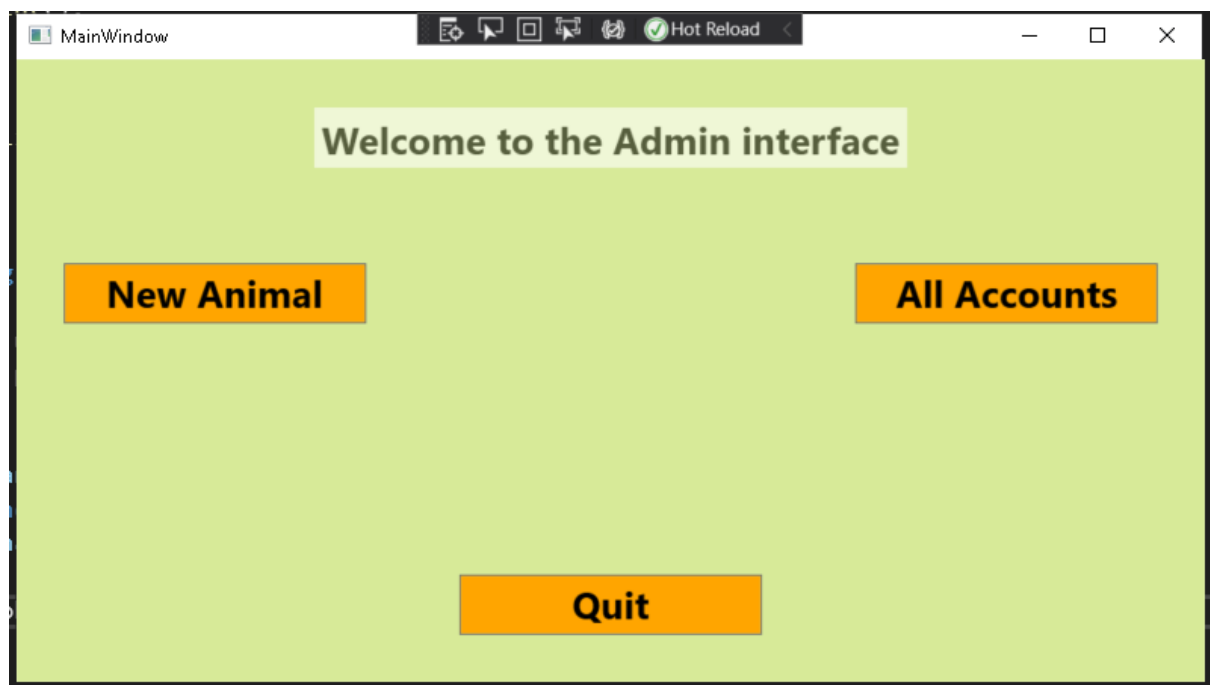 MainWindow
Hot Reload
Welcome to the Admin interface
New Animal
All Accounts
Quit